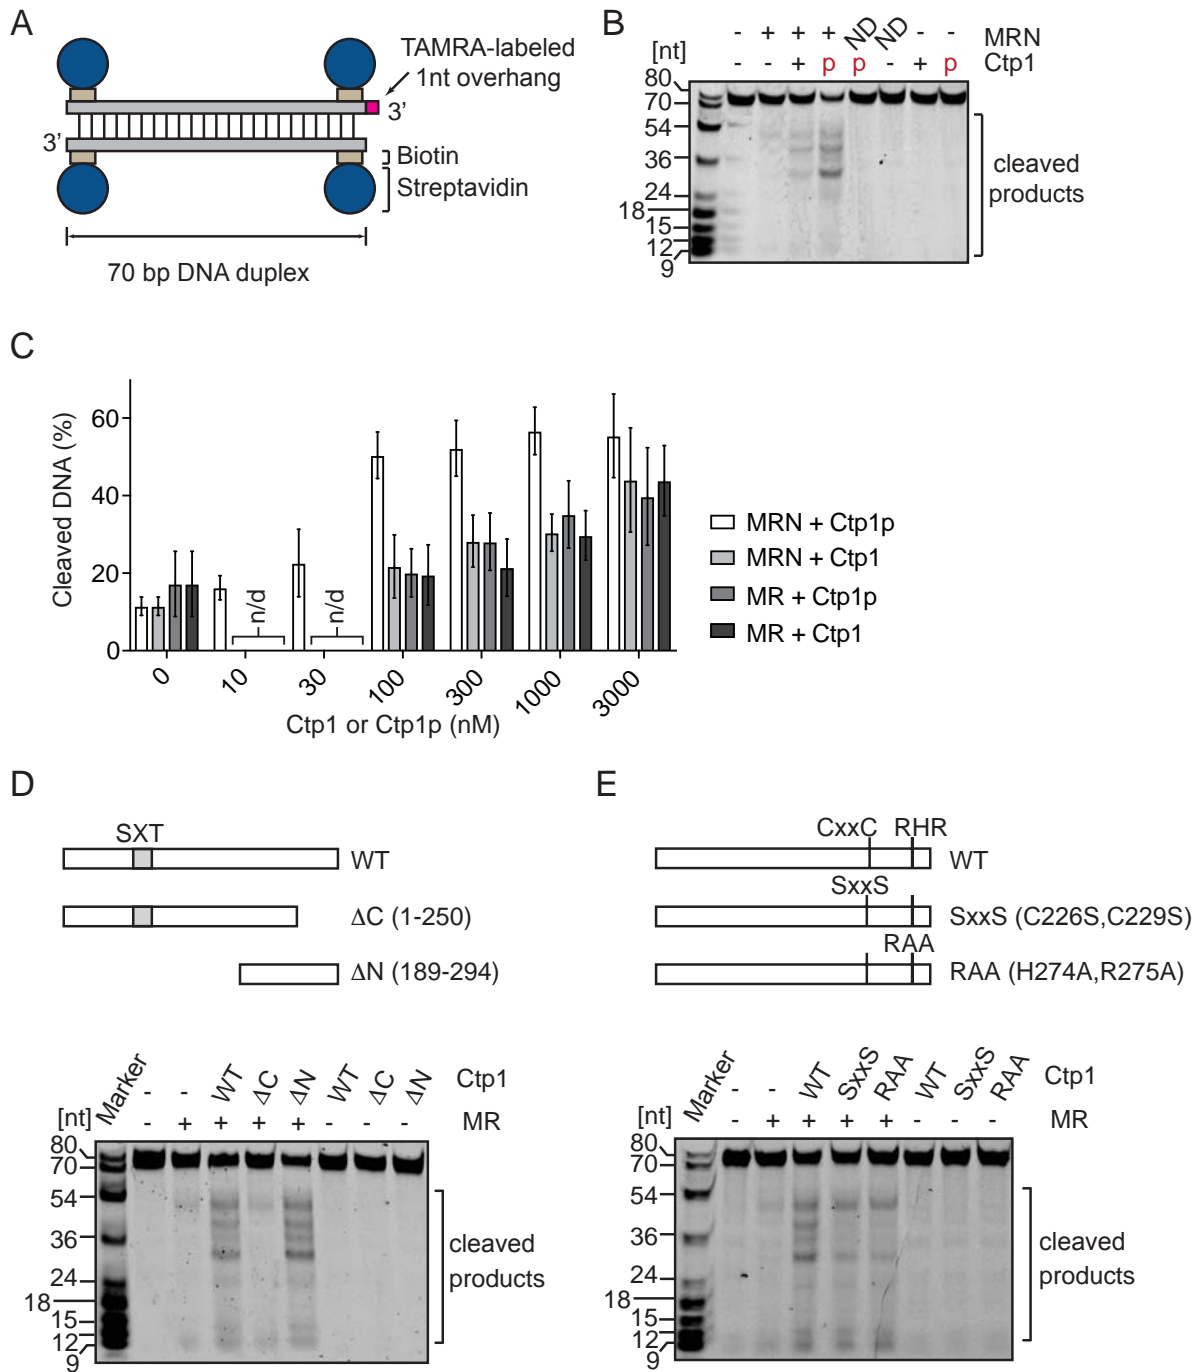 A
TAMRA-labeled
1nt overhang
3'
3'
Biotin
Streptavidin
70 bp DNA duplex
B
- + + + ND ND - - MRN
[nt] - - + p p - + p Ctp1
80
70
54
36
24
18
15
12
9
cleaved
products
C
Cleaved DNA (%)
60
40
20
0
n/d
n/d
0 10 30 100 300 1000 3000
Ctp1 or Ctp1p (nM)
MRN + Ctp1p
MRN + Ctp1
MR + Ctp1p
MR + Ctp1
D
SXT
WT
ΔC (1-250)
ΔN (189-294)
Marker - - WT ΔC ΔN WT ΔC ΔN Ctp1
[nt] - + + + + - - - MR
80
70
54
36
24
18
15
12
9
cleaved
products
E
CxxC RHR
WT
SxxS
SxxS (C226S,C229S)
RAA
RAA (H274A,R275A)
Marker - - WT SxxS RAA WT SxxS RAA Ctp1
[nt] - + + + + - - - MR
80
70
54
36
24
18
15
12
9
cleaved
products